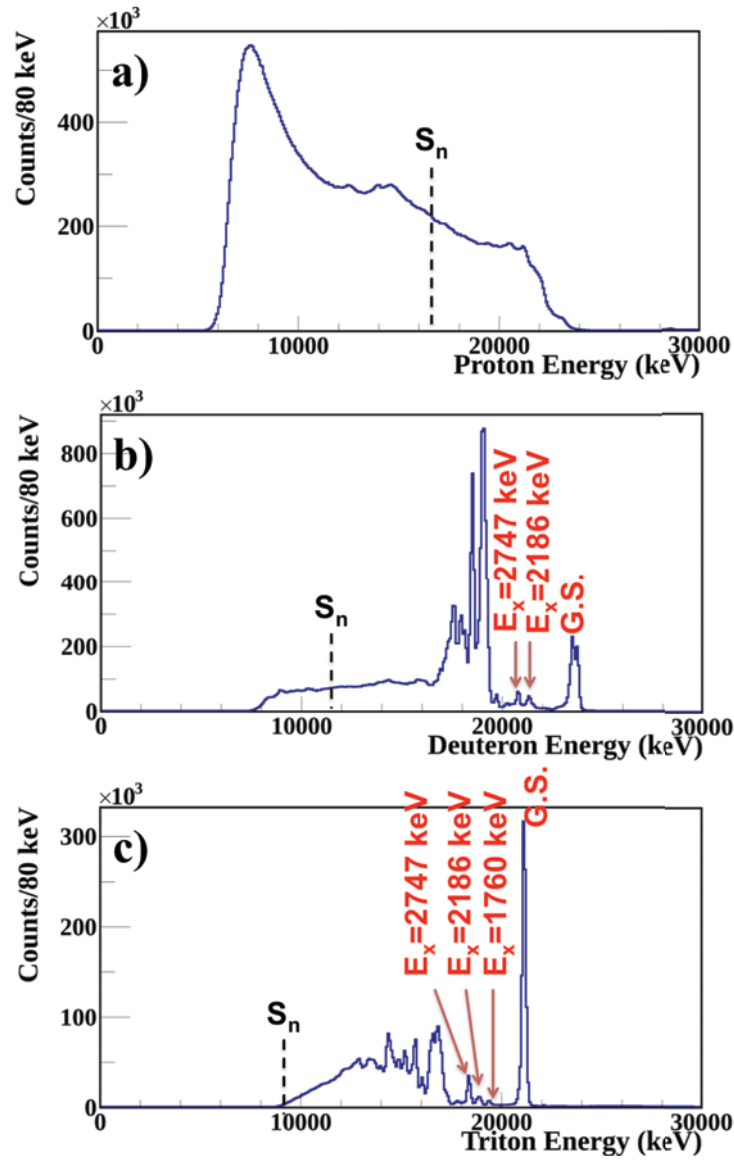 ×10³
Counts/80 keV
a)
Sₙ
400
200
0
0 10000 20000 30000
Proton Energy (keV)
×10³
Counts/80 keV
b)
Sₙ
Eₓ=2747 keV
Eₓ=2186 keV
G.S.
800
600
400
200
0
0 10000 20000 30000
Deuteron Energy (keV)
×10³
Counts/80 keV
c)
Sₙ
Eₓ=2747 keV
Eₓ=2186 keV
Eₓ=1760 keV
G.S.
300
200
100
0
0 10000 20000 30000
Triton Energy (keV)